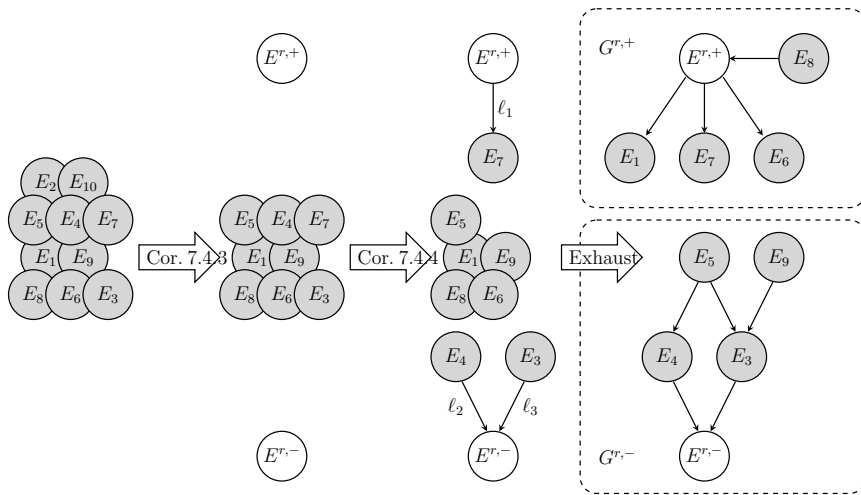 E^{r,+}
E^{r,+}
G^{r,+}
E^{r,+}
E_8
ℓ_1
E_7
E_1
E_7
E_6
E_2
E_{10}
E_5
E_4
E_7
E_1
E_9
E_8
E_6
E_3
Cor. 7.4.3
E_5
E_4
E_7
E_1
E_9
E_8
E_6
E_3
Cor. 7.4.4
E_5
E_1
E_9
E_8
E_6
Exhaust
E_5
E_9
E_4
E_3
E_4
E_3
ℓ_2
ℓ_3
E^{r,-}
E^{r,-}
G^{r,-}
E^{r,-}